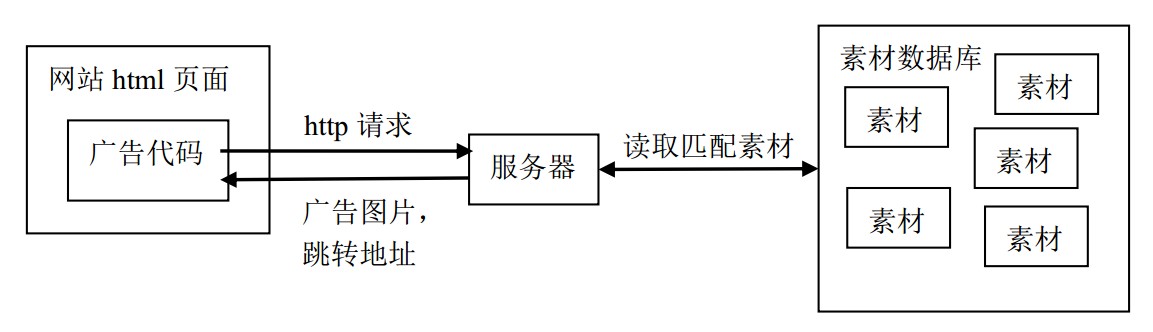 网站 html 页面
广告代码
http 请求
广告图片，
跳转地址
服务器
读取匹配素材
素材数据库
素材
素材
素材
素材
素材